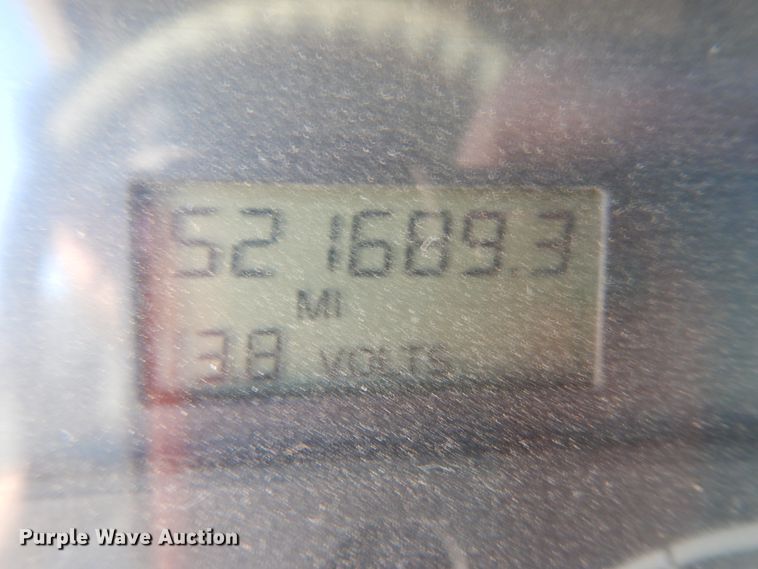 521689.3
MI
38 VOLTS
Purple Wave Auction